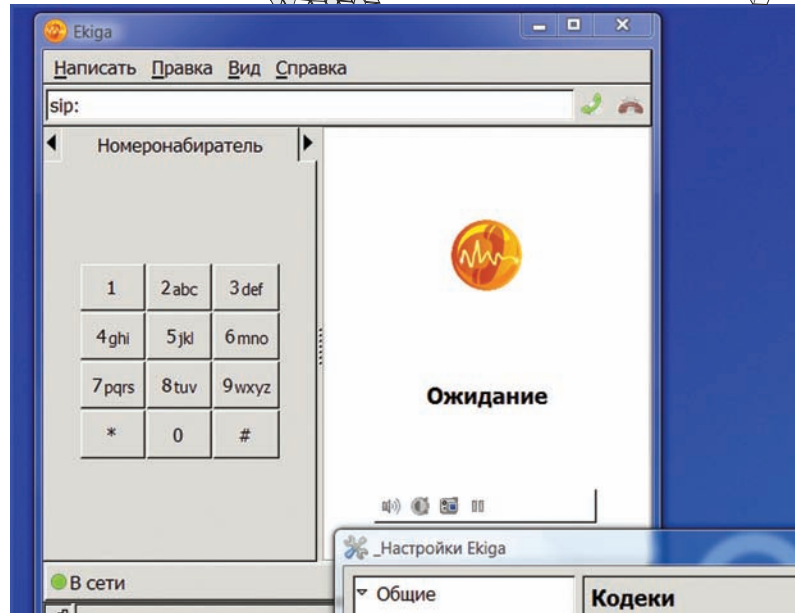 Ekiga
Написать Правка Вид Справка
sip:
Номеронабиратель
1 2abc 3def
4ghi 5jkl 6mno
7pqrs 8tuv 9wxyz
* 0 #
Ожидание
_Настройки Ekiga
В сети
Общие
Кодеки